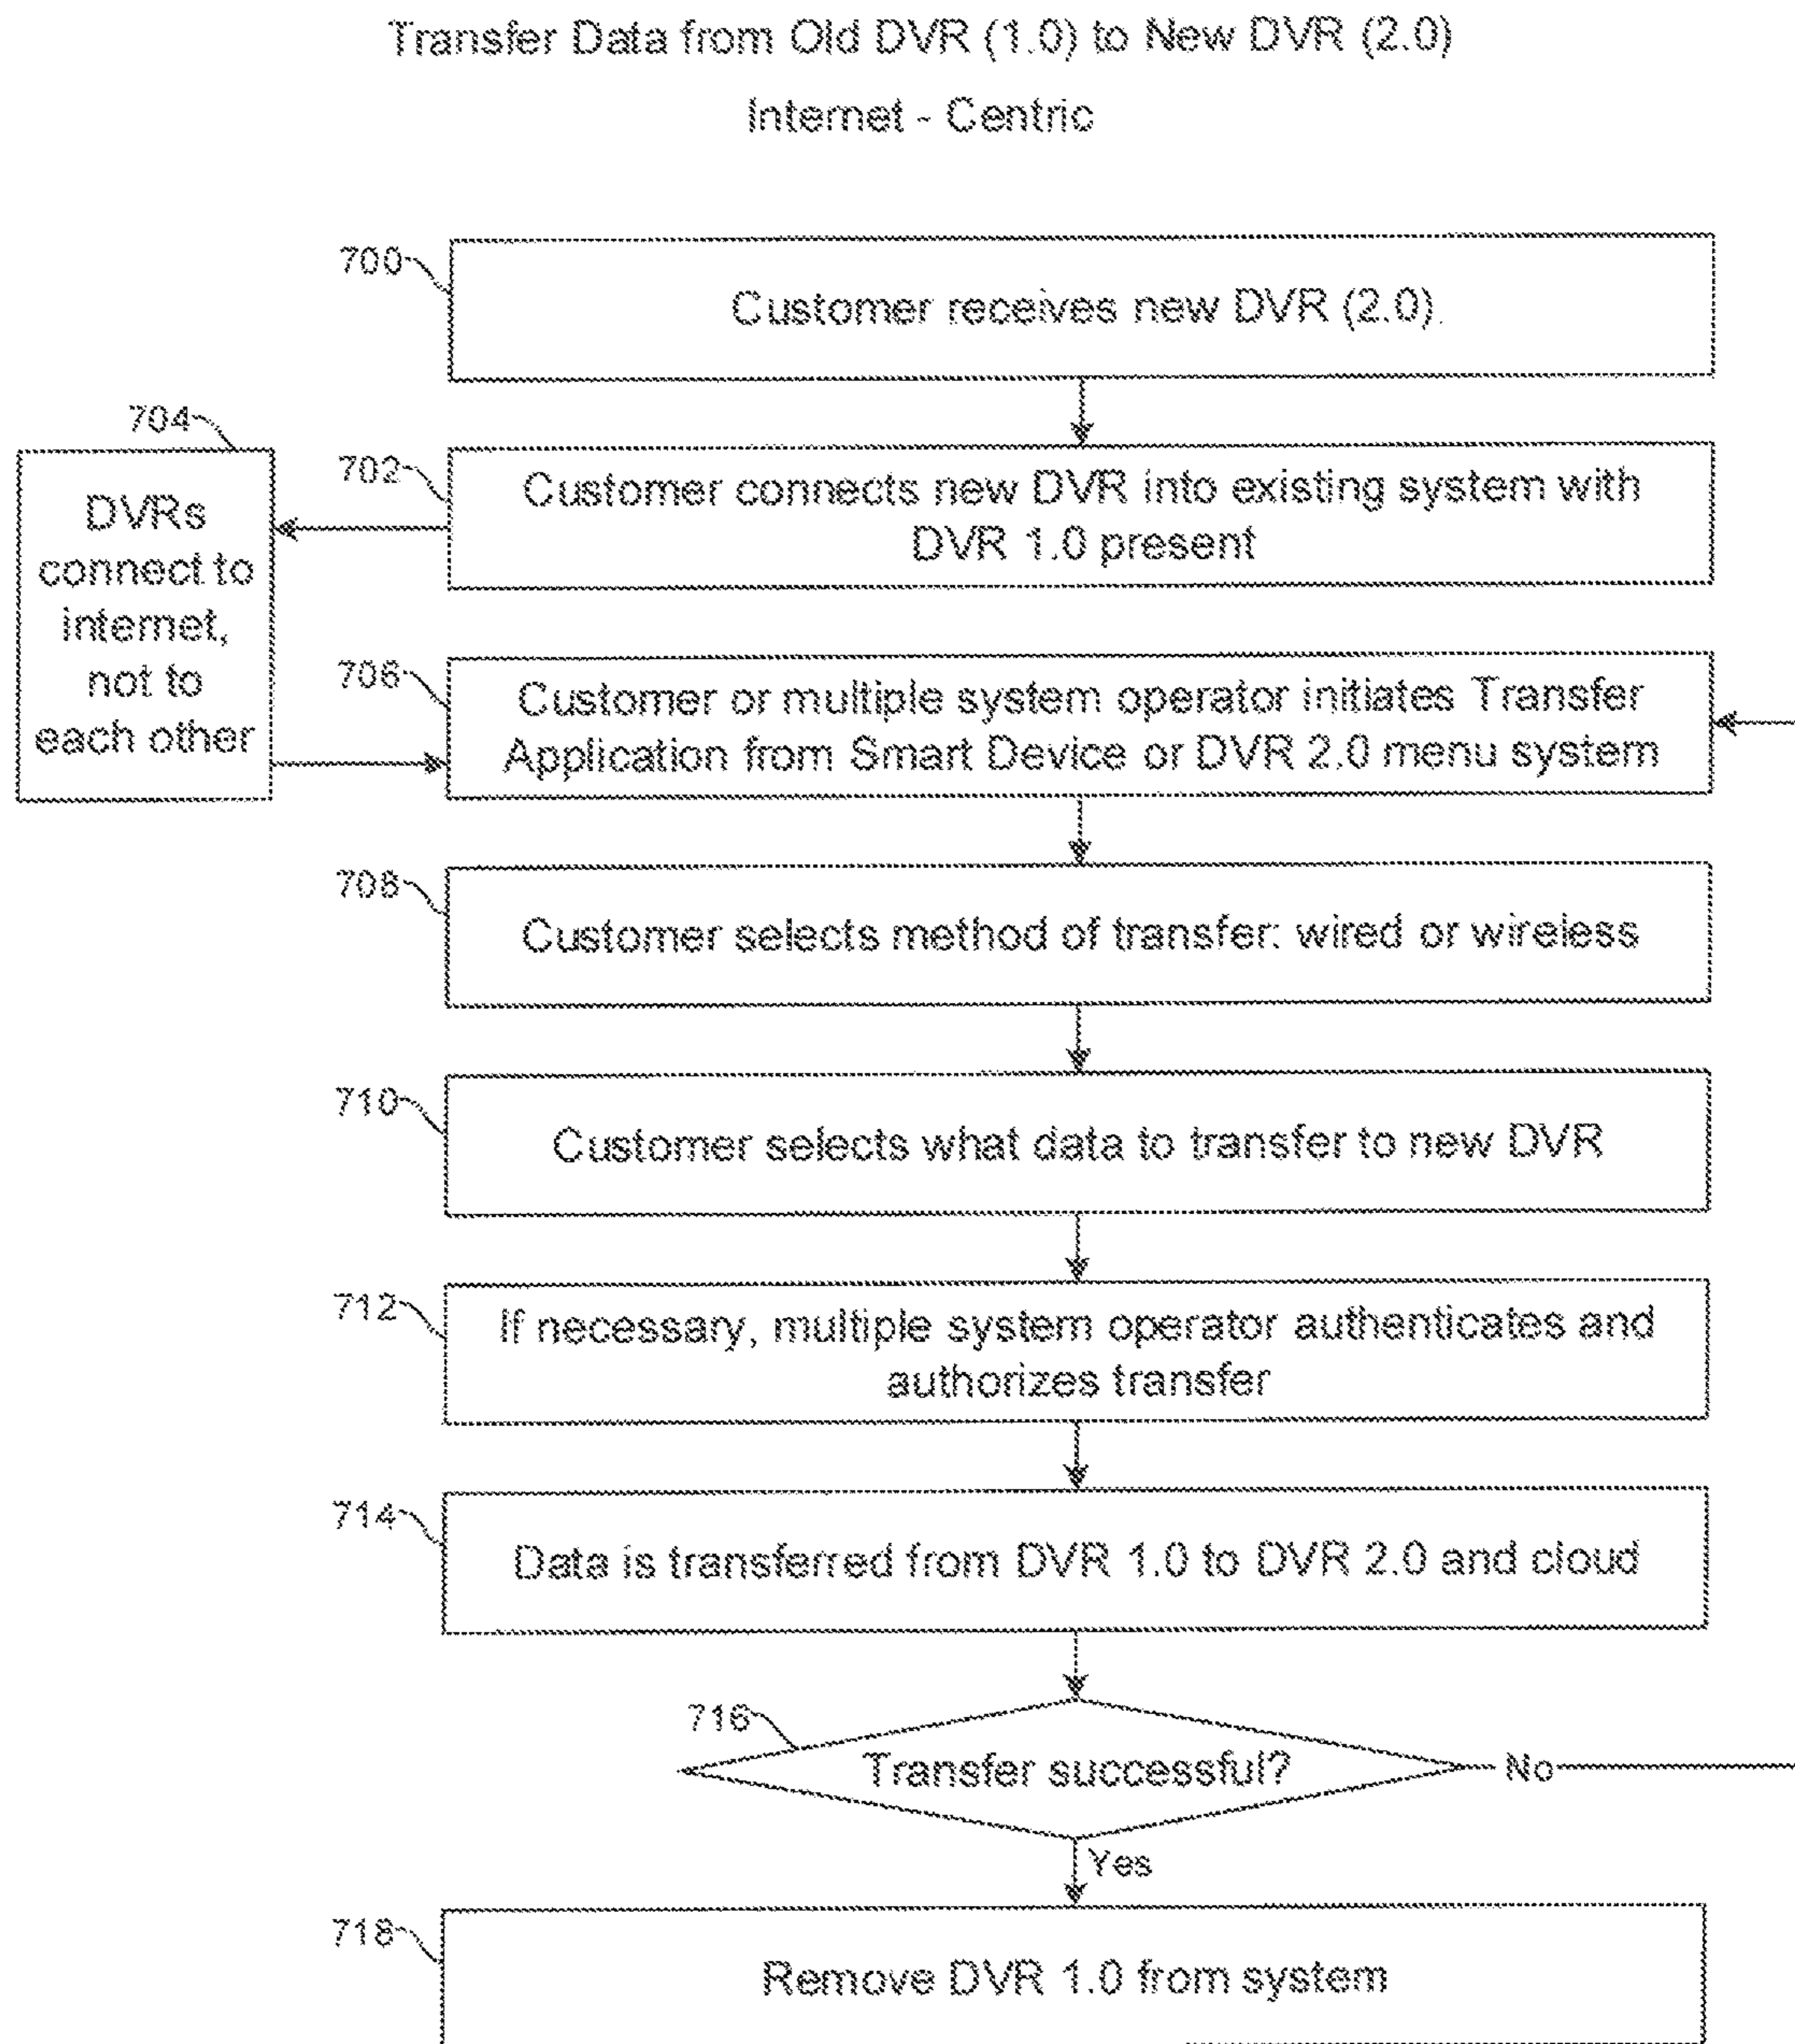 Transfer Data from Old DVR (1.0) to New DVR (2.0)
Internet - Centric
700
Customer receives new DVR (2).
702
Customer connects new DVR into existing system with
DVR 1.0 present
704
DVRs
connect to
internet,
not to
each other
706
Customer or multiple system operator initiates Transfer
Application from Smart Device or DVR 2.0 menu system
708
Customer selects method of transfer: wired or wireless
710
Customer selects what data to transfer to new DVR
712
If necessary, multiple system operator authenticates and
authorizes transfer
714
Data is transferred from DVR 1.0 to DVR 2.0 and cloud
716
Transfer successful?
No
Yes
718
Remove DVR 1.0 from system